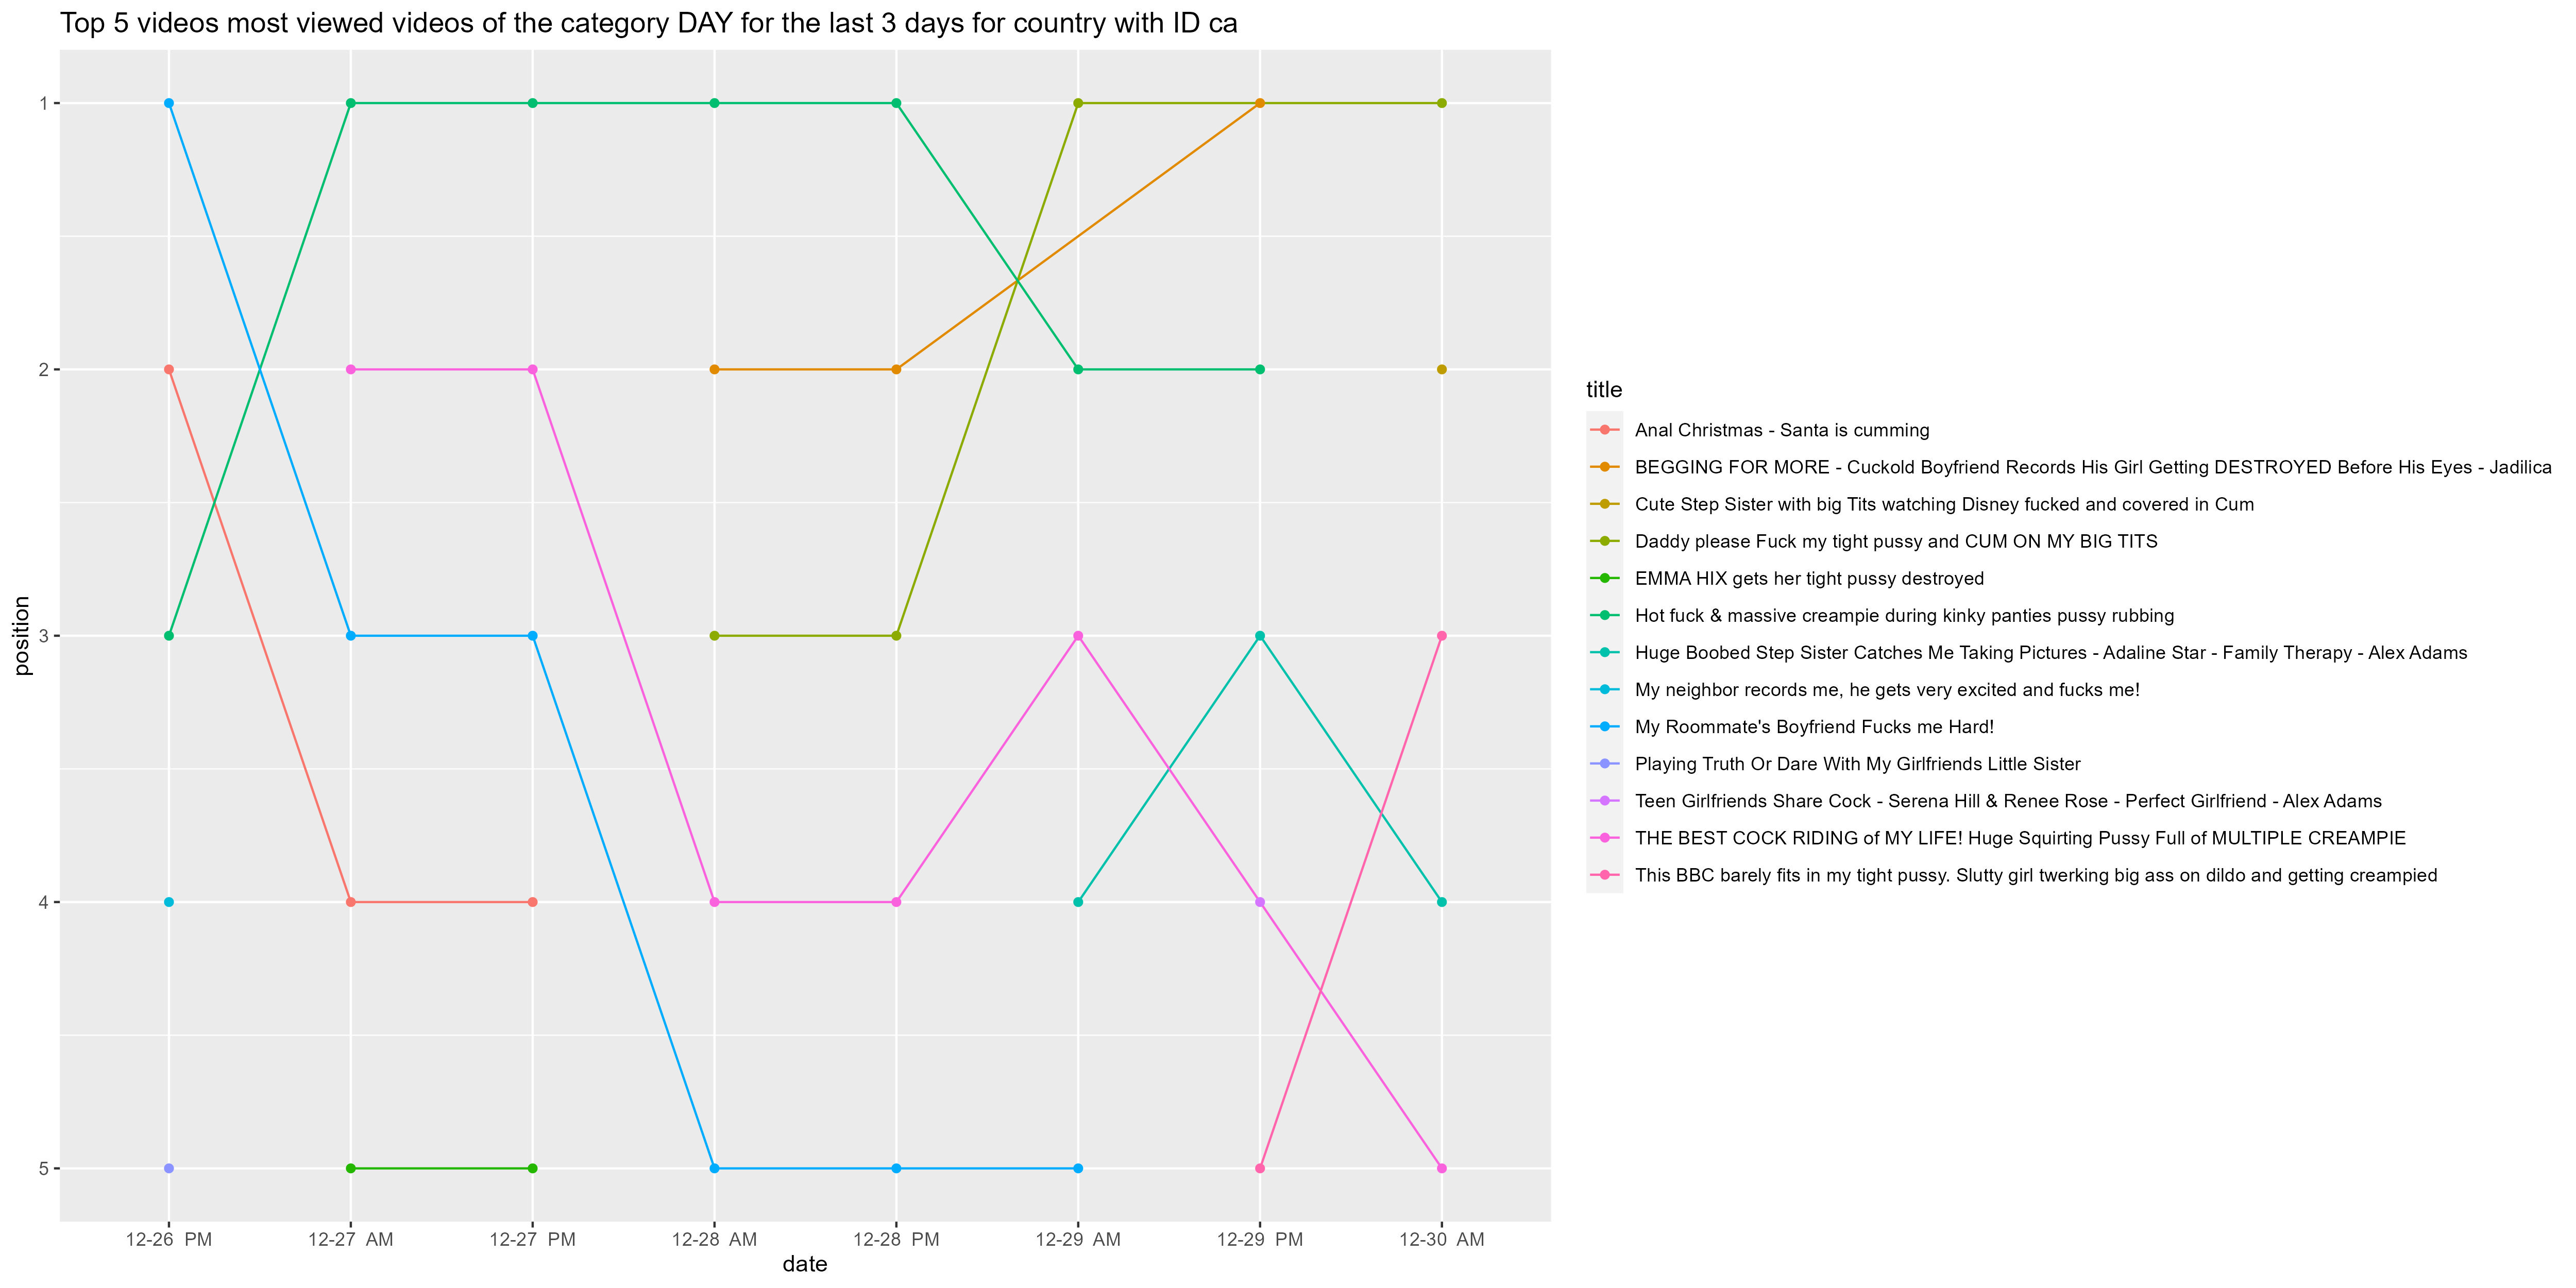 Top 5 videos most viewed videos of the category DAY for the last 3 days for country with ID ca
position
1
2
3
4
5
12-26 PM
12-27 AM
12-27 PM
12-28 AM
12-28 PM
12-29 AM
12-29 PM
12-30 AM
date
title
Anal Christmas - Santa is cumming
BEGGING FOR MORE - Cuckold Boyfriend Records His Girl Getting DESTROYED Before His Eyes - Jadilica
Cute Step Sister with big Tits watching Disney fucked and covered in Cum
Daddy please Fuck my tight pussy and CUM ON MY BIG TITS
EMMA HIX gets her tight pussy destroyed
Hot fuck & massive creampie during kinky panties pussy rubbing
Huge Boobed Step Sister Catches Me Taking Pictures - Adaline Star - Family Therapy - Alex Adams
My neighbor records me, he gets very excited and fucks me!
My Roommate's Boyfriend Fucks me Hard!
Playing Truth Or Dare With My Girlfriends Little Sister
Teen Girlfriends Share Cock - Serena Hill & Renee Rose - Perfect Girlfriend - Alex Adams
THE BEST COCK RIDING of MY LIFE! Huge Squirting Pussy Full of MULTIPLE CREAMPIE
This BBC barely fits in my tight pussy. Slutty girl twerking big ass on dildo and getting creampied